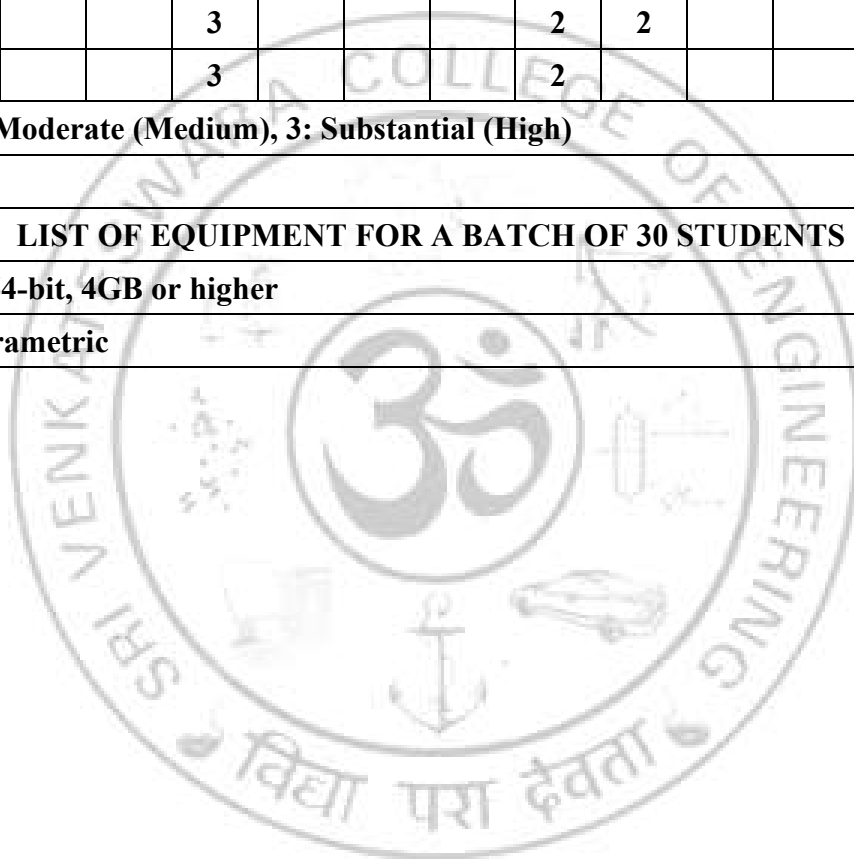 3 2 2
3 2
Moderate (Medium), 3: Substantial (High)
LIST OF EQUIPMENT FOR A BATCH OF 30 STUDENTS
4-bit, 4GB or higher
rametric
SRI VENKATESWARA COLLEGE OF ENGINEERING
ॐ
विद्या परा देवता